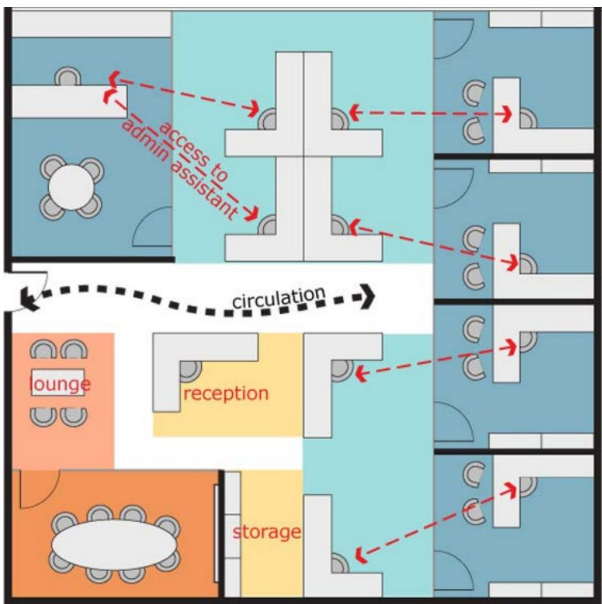 access to
admin assistant
circulation
lounge
reception
storage